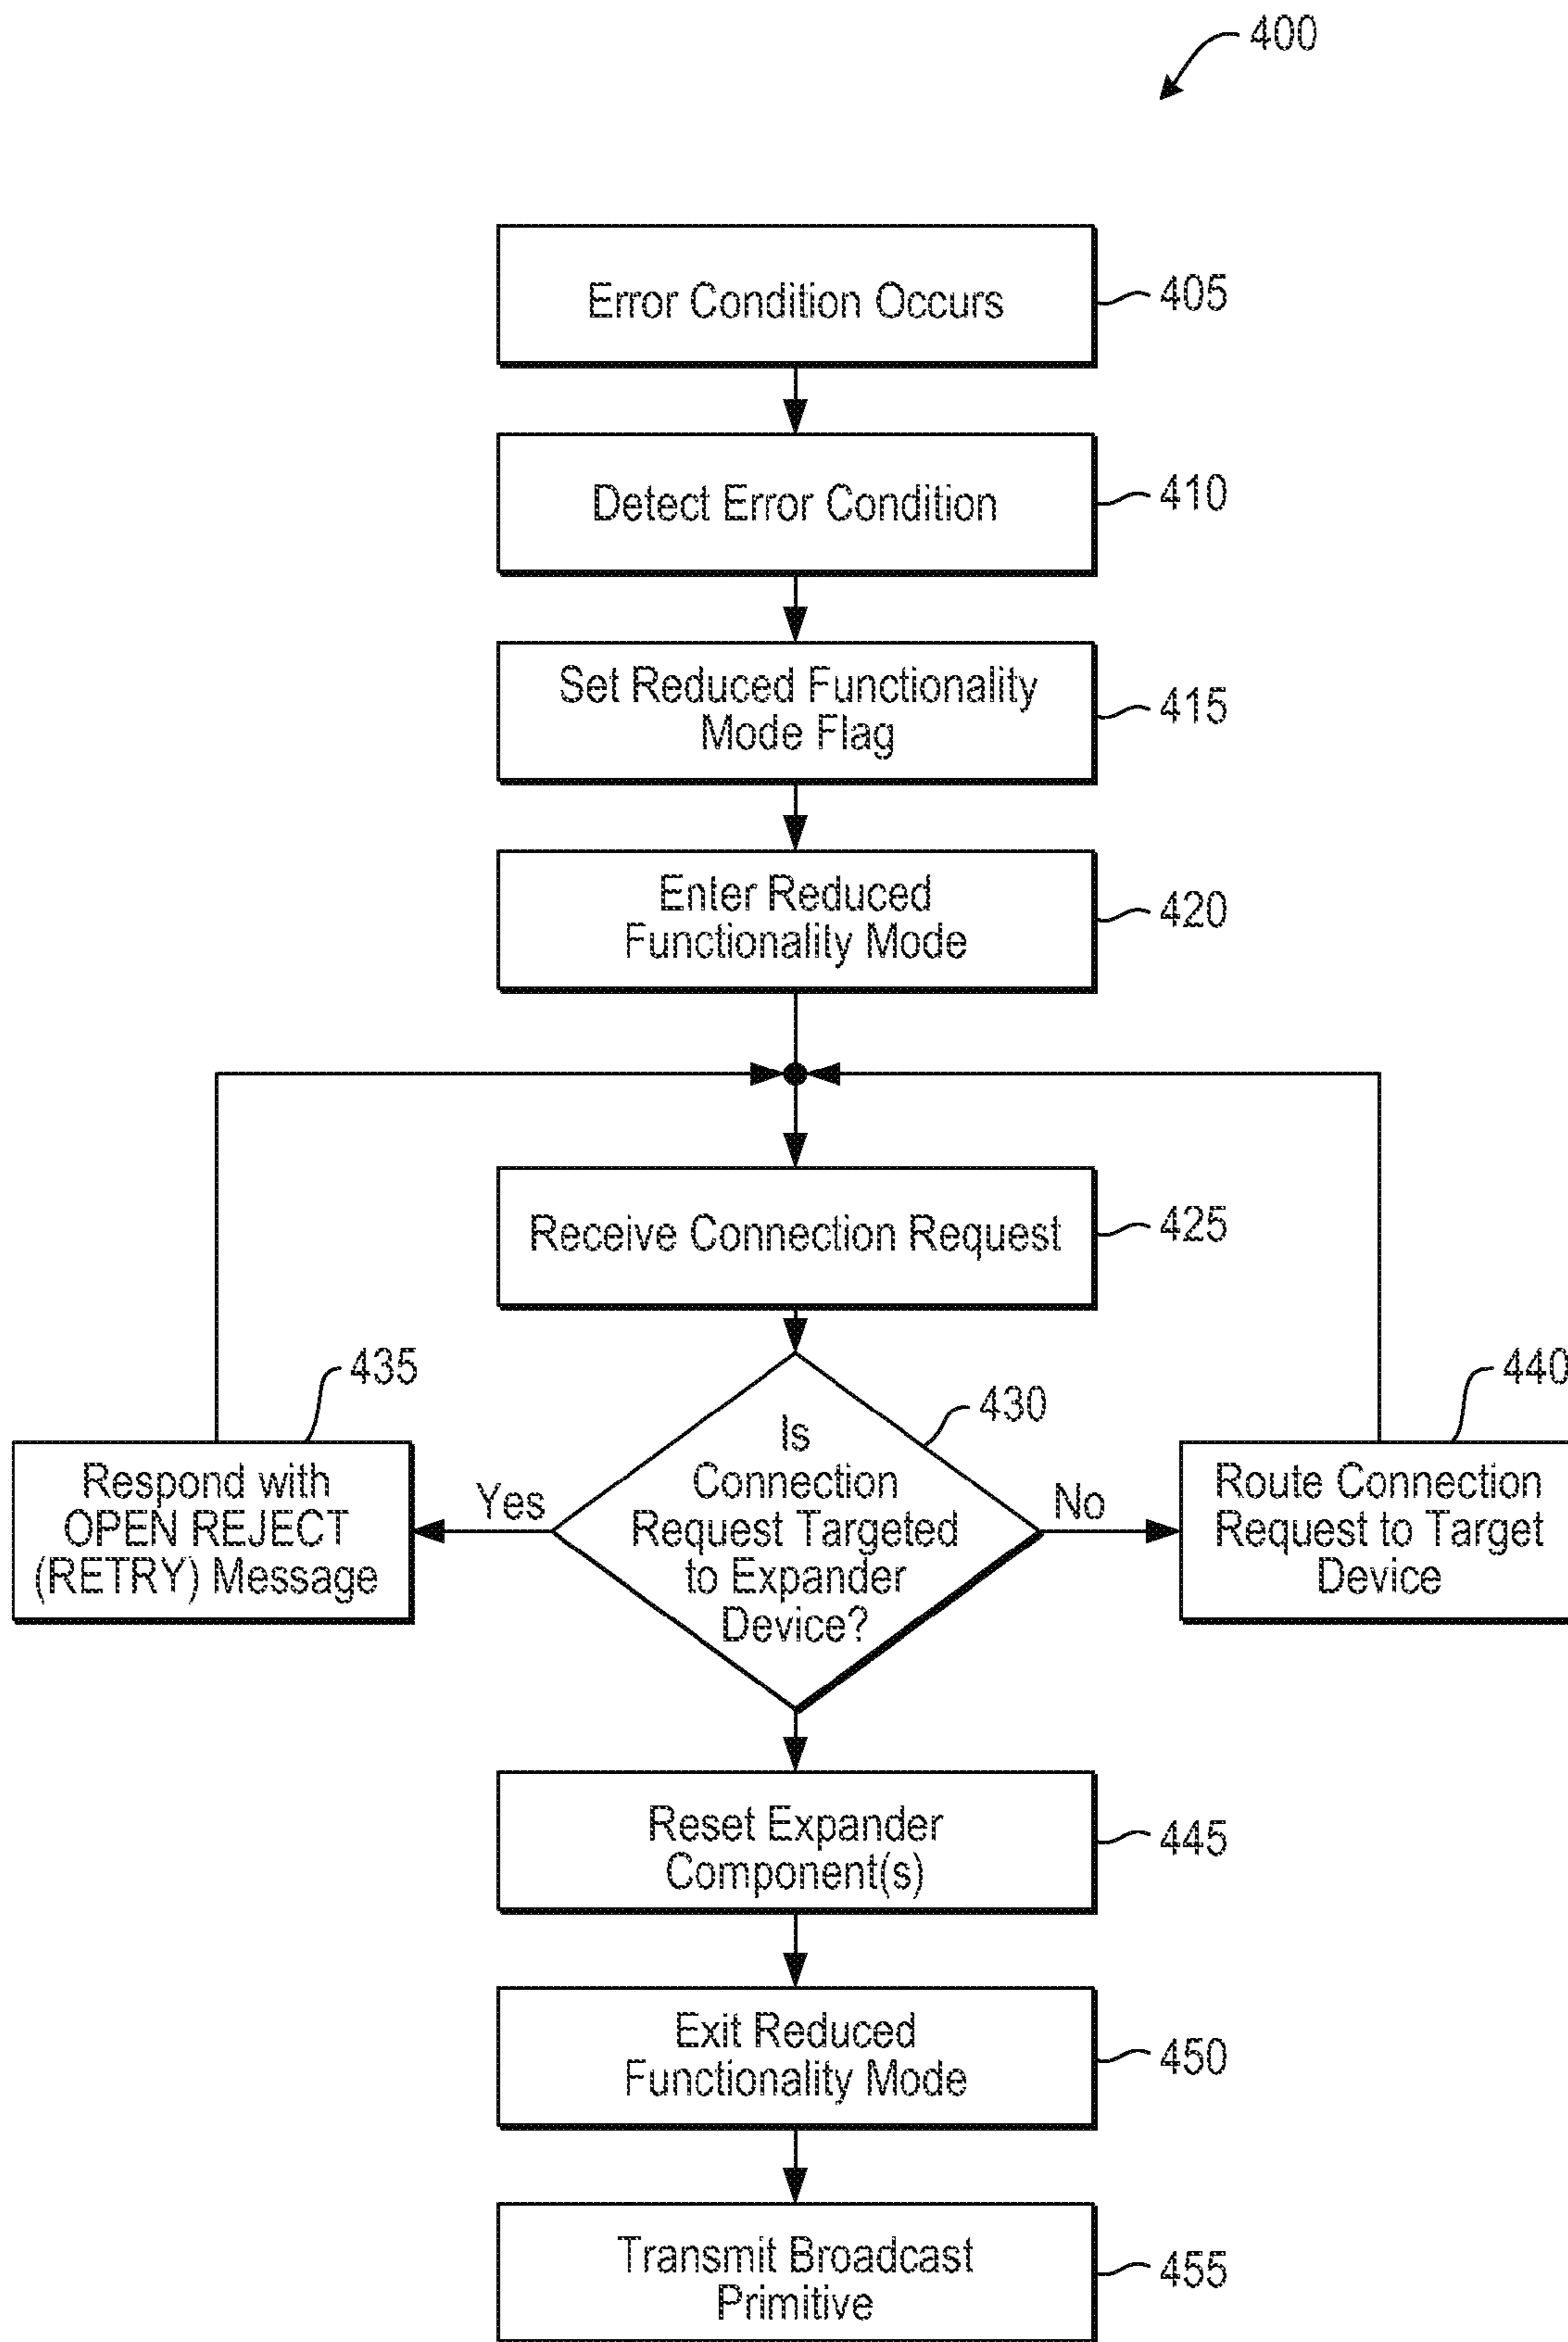 400
Error Condition Occurs
405
Detect Error Condition
410
Set Reduced Functionality
Mode Flag
415
Enter Reduced
Functionality Mode
420
Receive Connection Request
425
435
430
440
Respond with
OPEN REJECT
(RETRY) Message
Yes
Is
Connection
Request Targeted
to Expander
Device?
No
Route Connection
Request to Target
Device
Reset Expander
Component(s)
445
Exit Reduced
Functionality Mode
450
Transmit Broadcast
Primitive
455